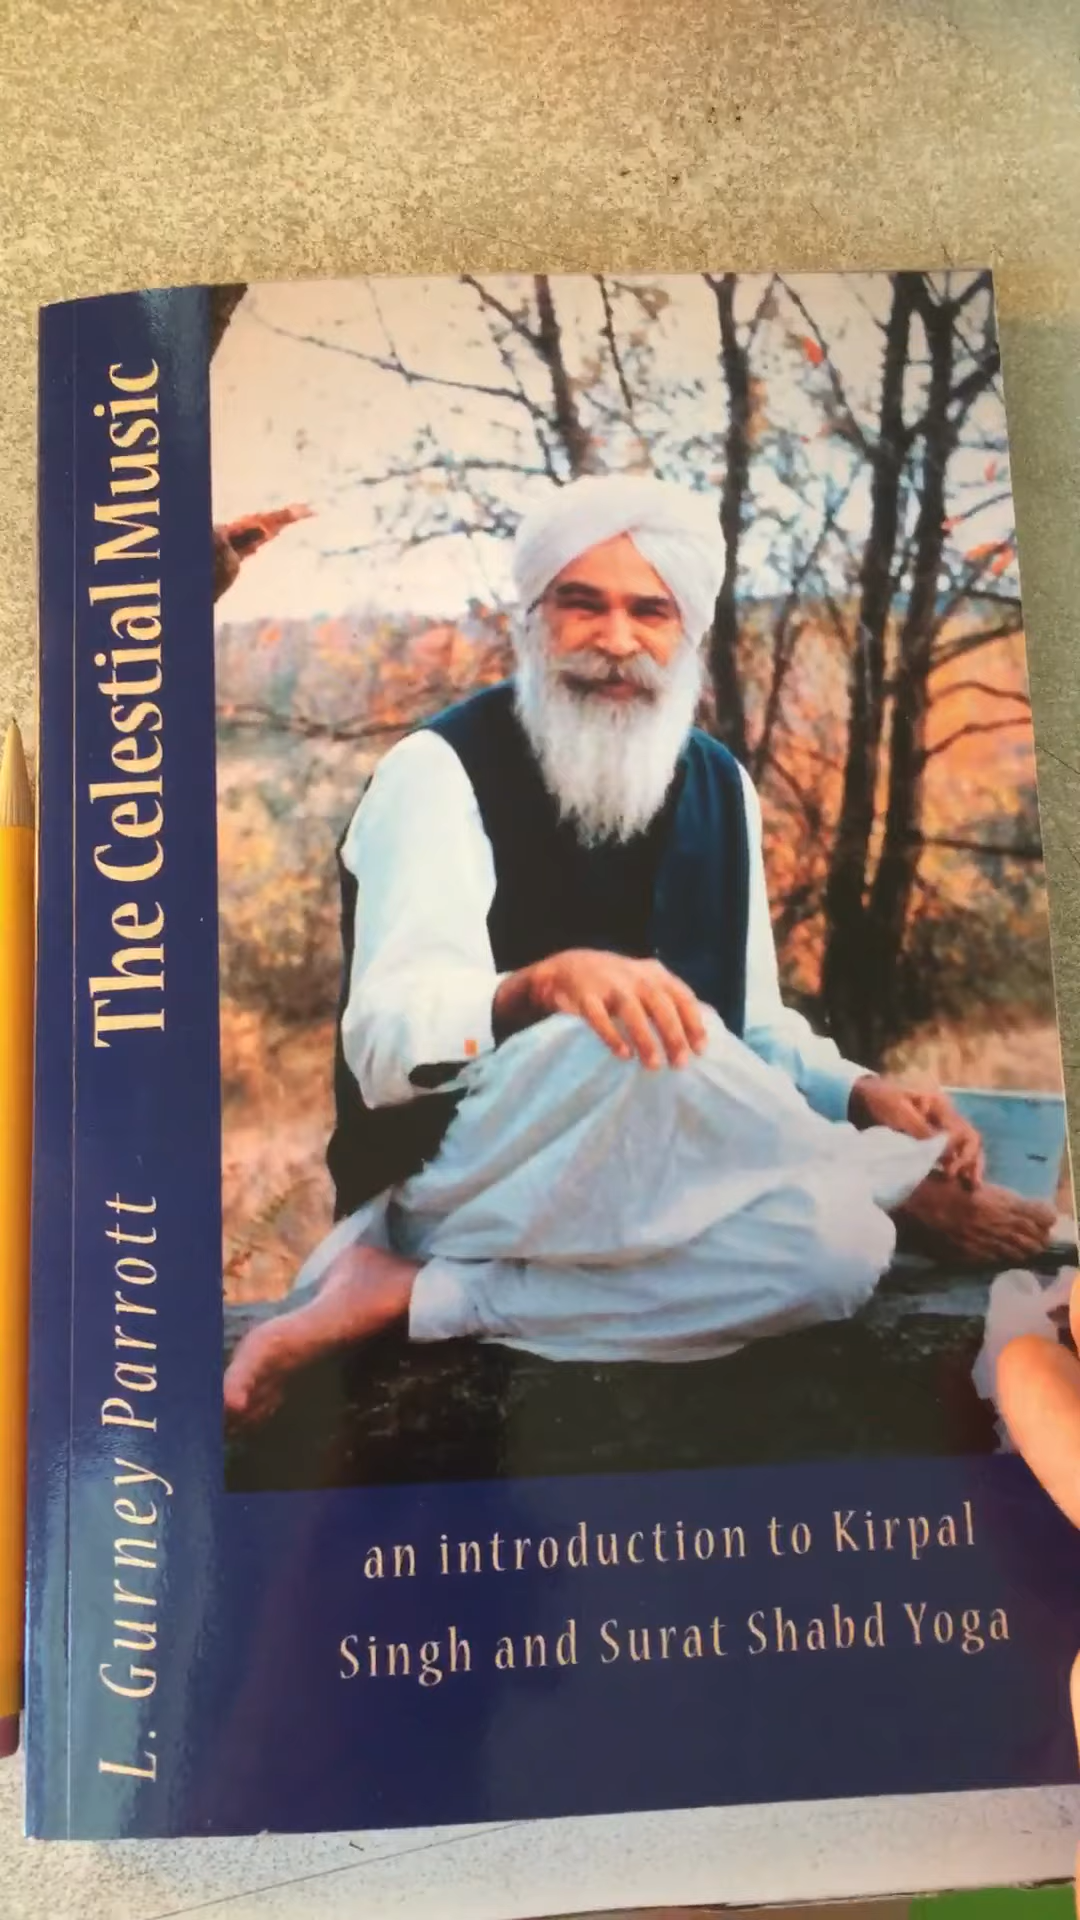 L. Gurney Parrott The Celestial Music
an introduction to Kirpal
Singh and Surat Shabd Yoga